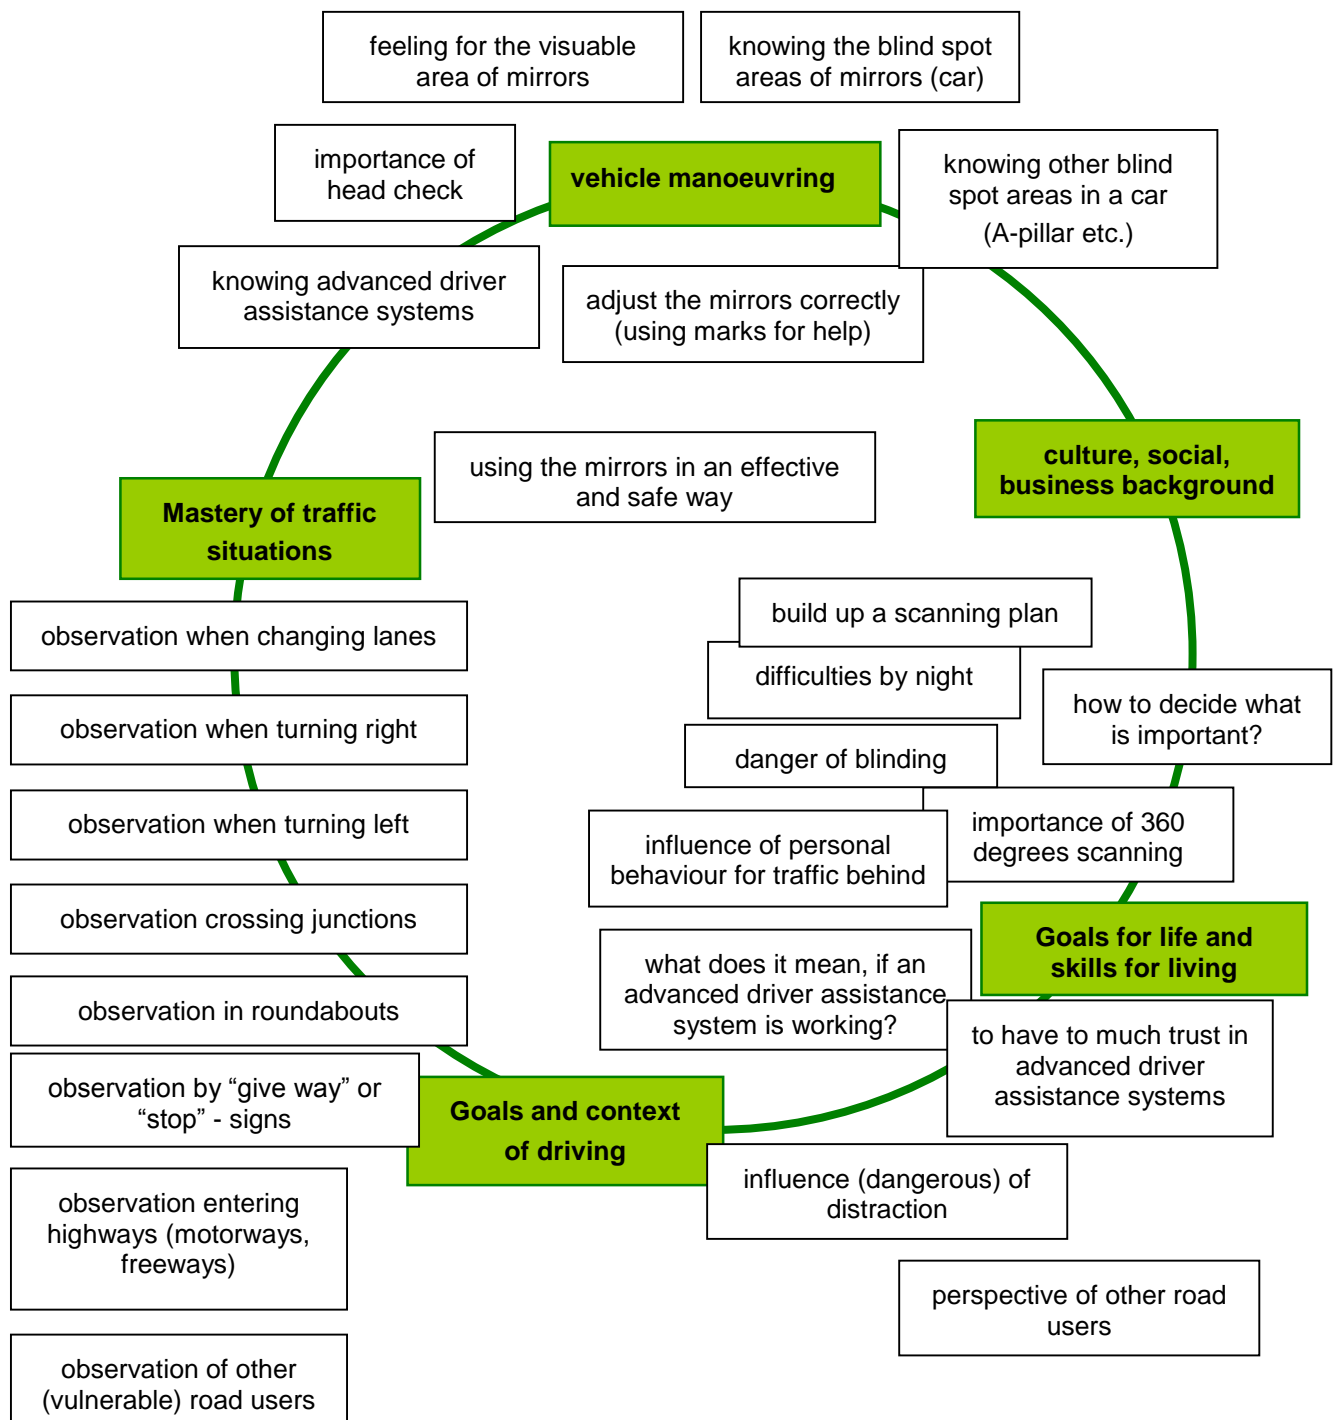 feeling for the visuable
area of mirrors
knowing the blind spot
areas of mirrors (car)
importance of
head check
vehicle manoeuvring
knowing other blind
spot areas in a car
(A-pillar etc.)
knowing advanced driver
assistance systems
adjust the mirrors correctly
(using marks for help)
using the mirrors in an effective
and safe way
culture, social,
business background
Mastery of traffic
situations
observation when changing lanes
build up a scanning plan
difficulties by night
observation when turning right
how to decide what
is important?
danger of blinding
observation when turning left
influence of personal
behaviour for traffic behind
importance of 360
degrees scanning
observation crossing junctions
Goals for life and
skills for living
what does it mean, if an
advanced driver assistance
system is working?
observation in roundabouts
to have to much trust in
advanced driver
assistance systems
observation by “give way” or
“stop” - signs
Goals and context
of driving
influence (dangerous) of
distraction
observation entering
highways (motorways,
freeways)
perspective of other road
users
observation of other
(vulnerable) road users